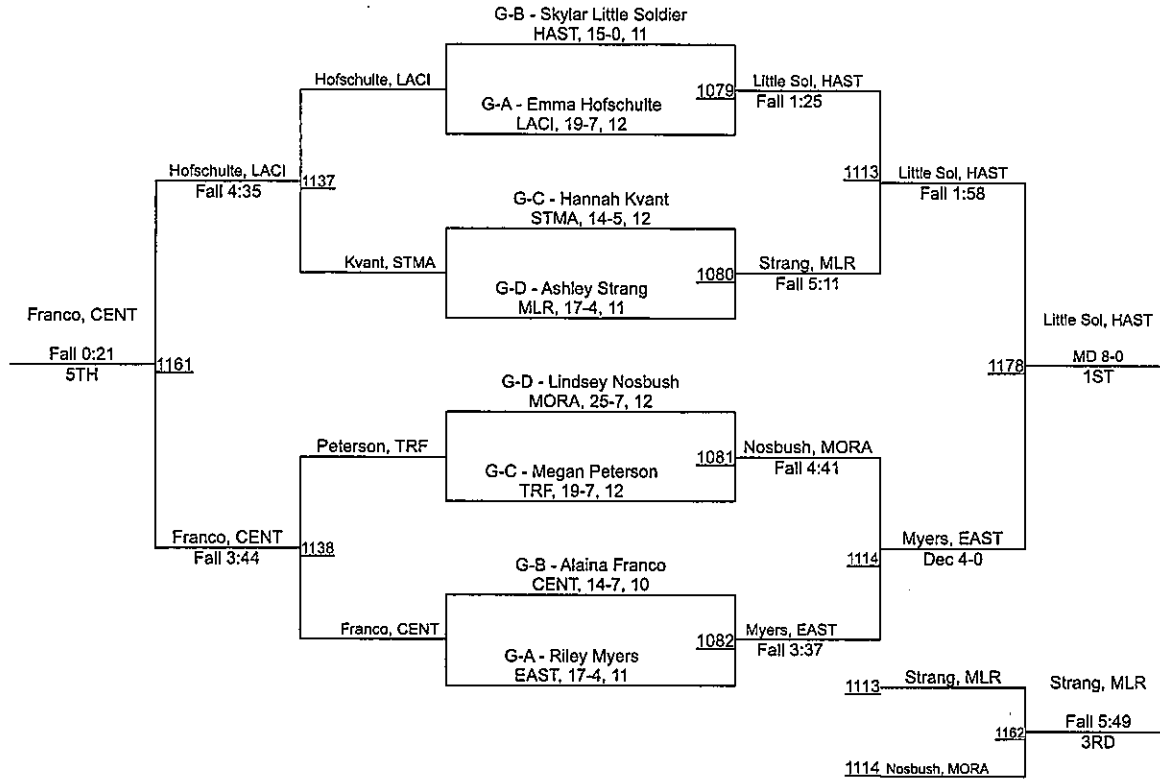 G-B - Skylar Little Soldier
HAST, 15-0, 11
Hofschulte, LACI
1079
Little Sol, HAST
Fall 1:25
G-A - Emma Hofschulte
LACI, 19-7, 12
Hofschulte, LACI
Fall 4:35
1137
1113
Little Sol, HAST
Fall 1:58
G-C - Hannah Kvant
STMA, 14-5, 12
Kvant, STMA
1080
Strang, MLR
Fall 5:11
G-D - Ashley Strang
MLR, 17-4, 11
Franco, CENT
Fall 0:21
5TH
1161
Little Sol, HAST
1178
MD 8-0
1ST
G-D - Lindsey Nosbush
MORA, 25-7, 12
Peterson, TRF
1081
Nosbush, MORA
Fall 4:41
G-C - Megan Peterson
TRF, 19-7, 12
Franco, CENT
Fall 3:44
1138
1114
Myers, EAST
Dec 4-0
G-B - Alaina Franco
CENT, 14-7, 10
Franco, CENT
1082
Myers, EAST
Fall 3:37
G-A - Riley Myers
EAST, 17-4, 11
1113
Strang, MLR
Strang, MLR
1162
Fall 5:49
3RD
1114
Nosbush, MORA